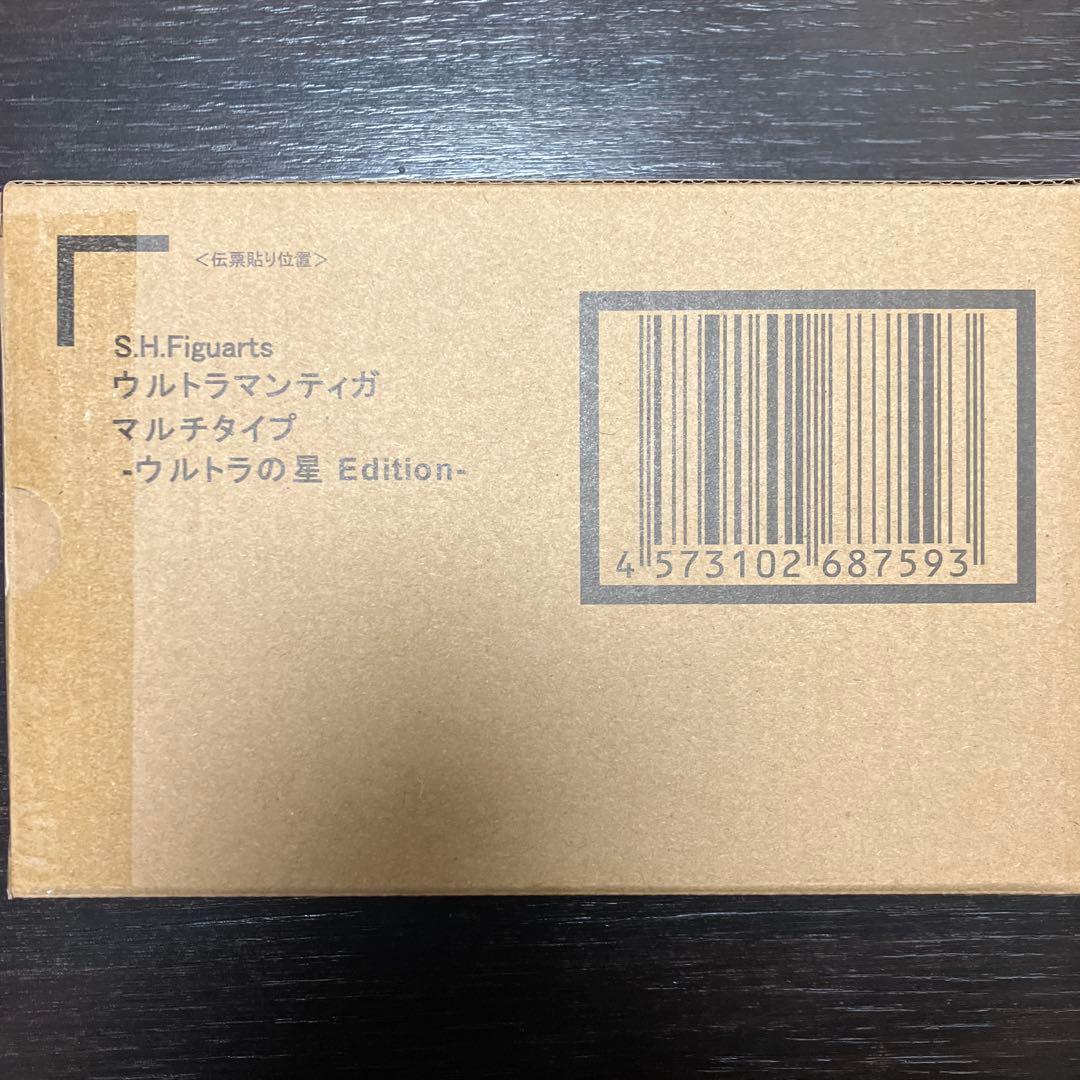 ＜伝票貼り位置＞
S.H.Figuarts
ウルトラマンティガ
マルチタイプ
-ウルトラの星 Edition-
4 573102 687593